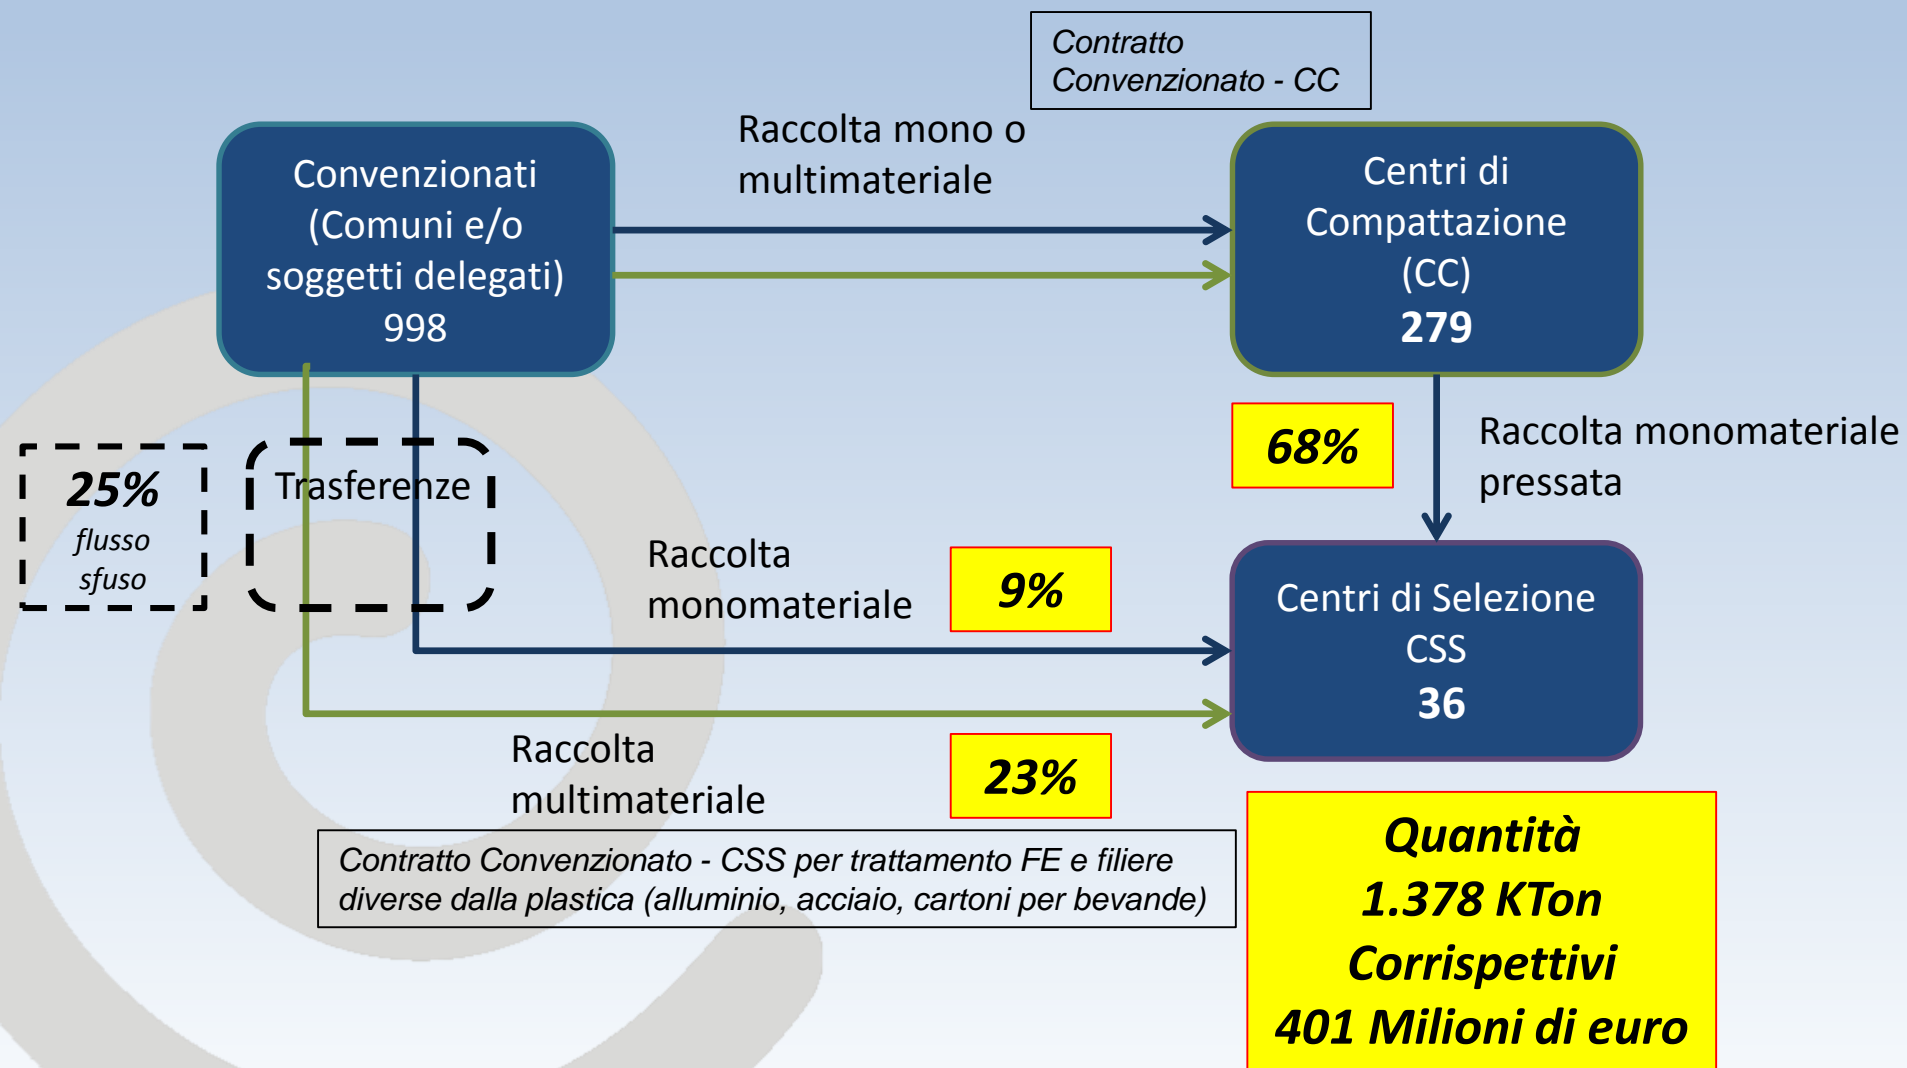 Contratto
Convenzionato - CC
Raccolta mono o
multimateriale
Convenzionati
(Comuni e/o
soggetti delegati)
998
Centri di
Compattazione
(CC)
279
68%
Raccolta monomateriale
pressata
25%
flusso
sfuso
Trasferenze
Raccolta
monomateriale
9%
Centri di Selezione
CSS
36
Raccolta
multimateriale
23%
Contratto Convenzionato - CSS per trattamento FE e filiere
diverse dalla plastica (alluminio, acciaio, cartoni per bevande)
Quantità
1.378 KTon
Corrispettivi
401 Milioni di euro